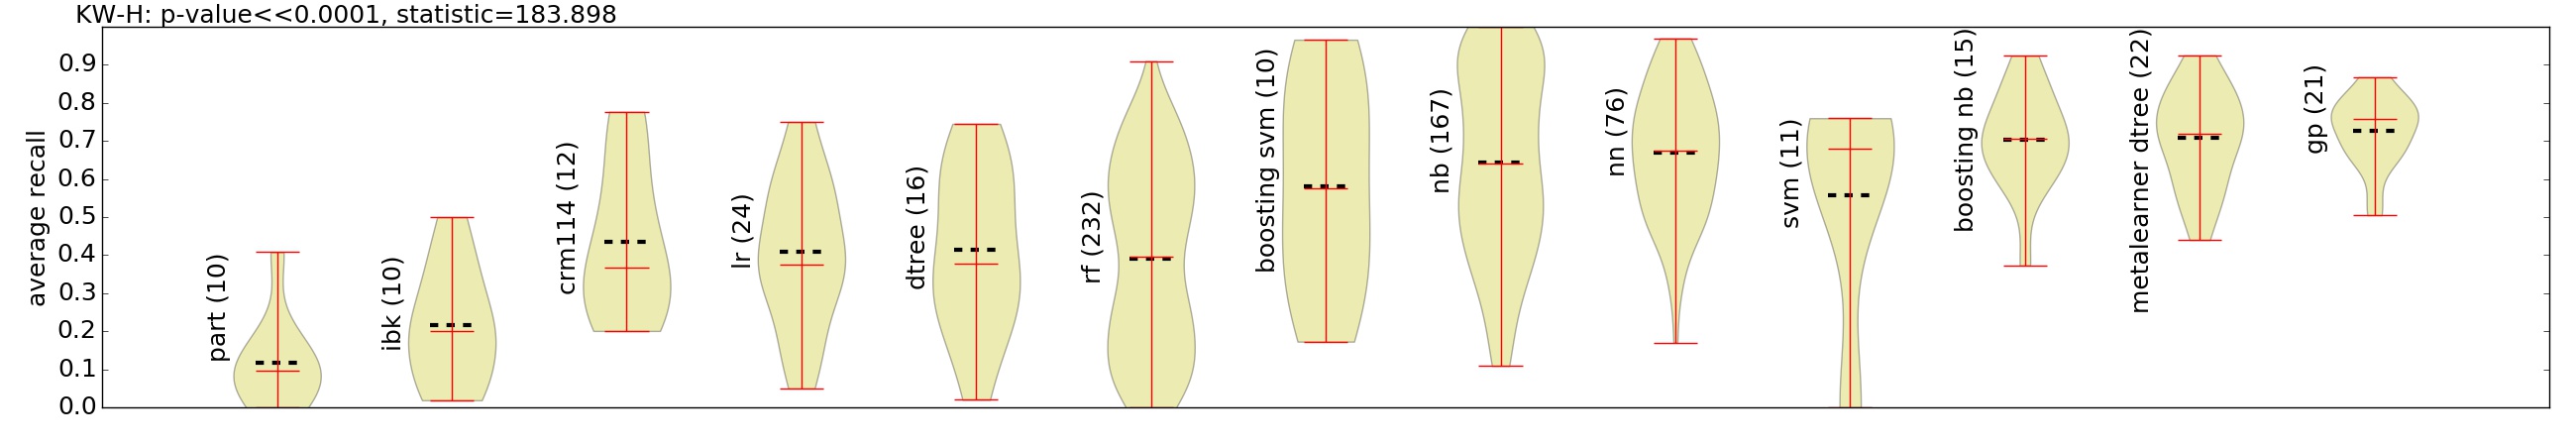 KW-H: p-value<<0.0001, statistic=183.898
average recall
0.9
0.8
0.7
0.6
0.5
0.4
0.3
0.2
0.1
0.0
part (10)
ibk (10)
crm114 (12)
lr (24)
dtree (16)
rf (232)
boosting svm (10)
nb (167)
nn (76)
svm (11)
boosting nb (15)
metalearner dtree (22)
gp (21)